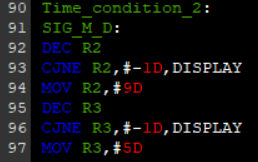 90 Time_condition_2:
91 SIG_M_D:
92 DEC R2
93 CJNE R2,#-1D,DISPLAY
94 MOV R2,#9D
95 DEC R3
96 CJNE R3,#-1D,DISPLAY
97 MOV R3,#5D